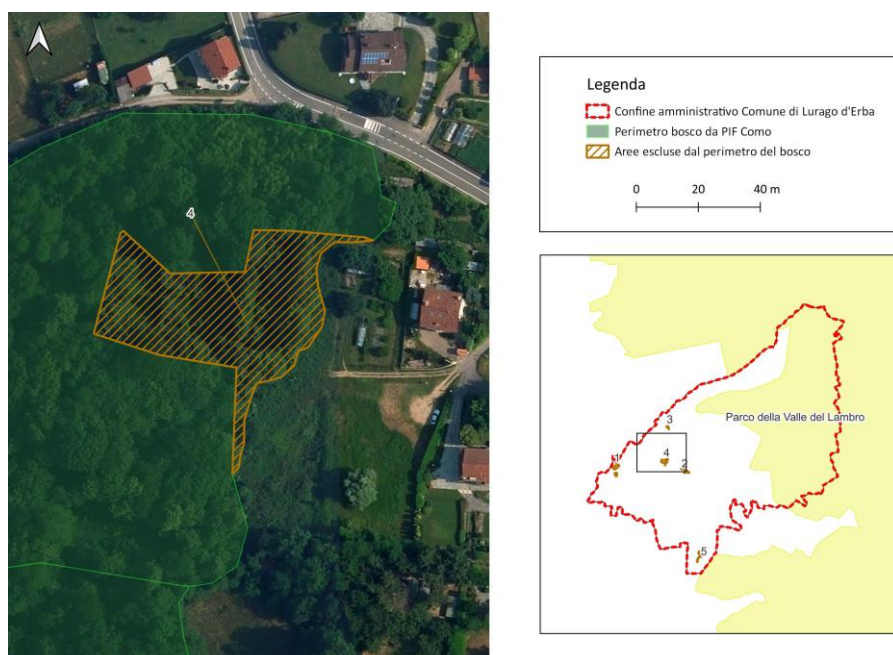 4
Legenda
Confine amministrativo Comune di Lurago d'Erba
Perimetro bosco da PIF Como
Aree escluse dal perimetro del bosco
0 20 40 m
Parco della Valle del Lambro
3
1
4
2
5